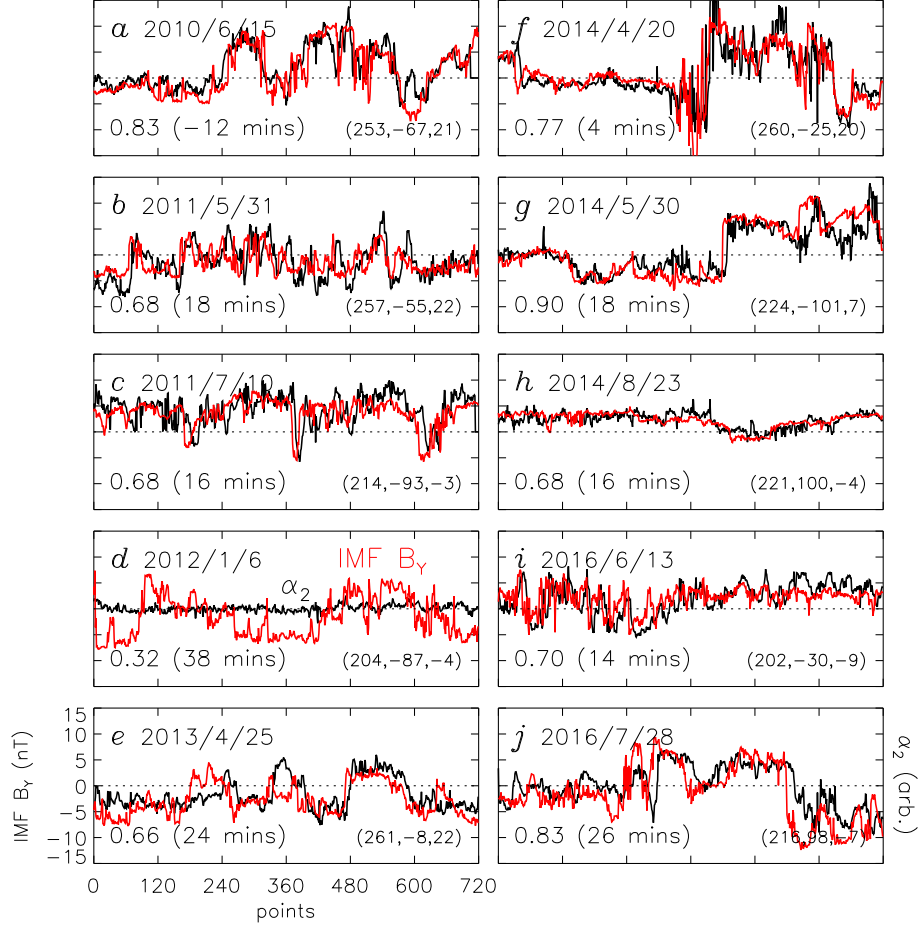 a 2010/6/15
0.83 (−12 mins) (253,−67,21)
f 2014/4/20
0.77 (4 mins) (260,−25,20)
b 2011/5/31
0.68 (18 mins) (257,−55,22)
g 2014/5/30
0.90 (18 mins) (224,−101,7)
c 2011/7/10
0.68 (16 mins) (214,−93,−3)
h 2014/8/23
0.68 (16 mins) (221,100,−4)
d 2012/1/6 IMF B_Y
α_2
0.32 (38 mins) (204,−87,−4)
i 2016/6/13
0.70 (14 mins) (202,−30,−9)
e 2013/4/25
0.66 (24 mins) (261,−8,22)
j 2016/7/28
0.83 (26 mins) (216,98,−7)
IMF B_Y (nT)
15
10
5
0
−5
−10
−15
0 120 240 360 480 600 720
points
α_2 (arb.)